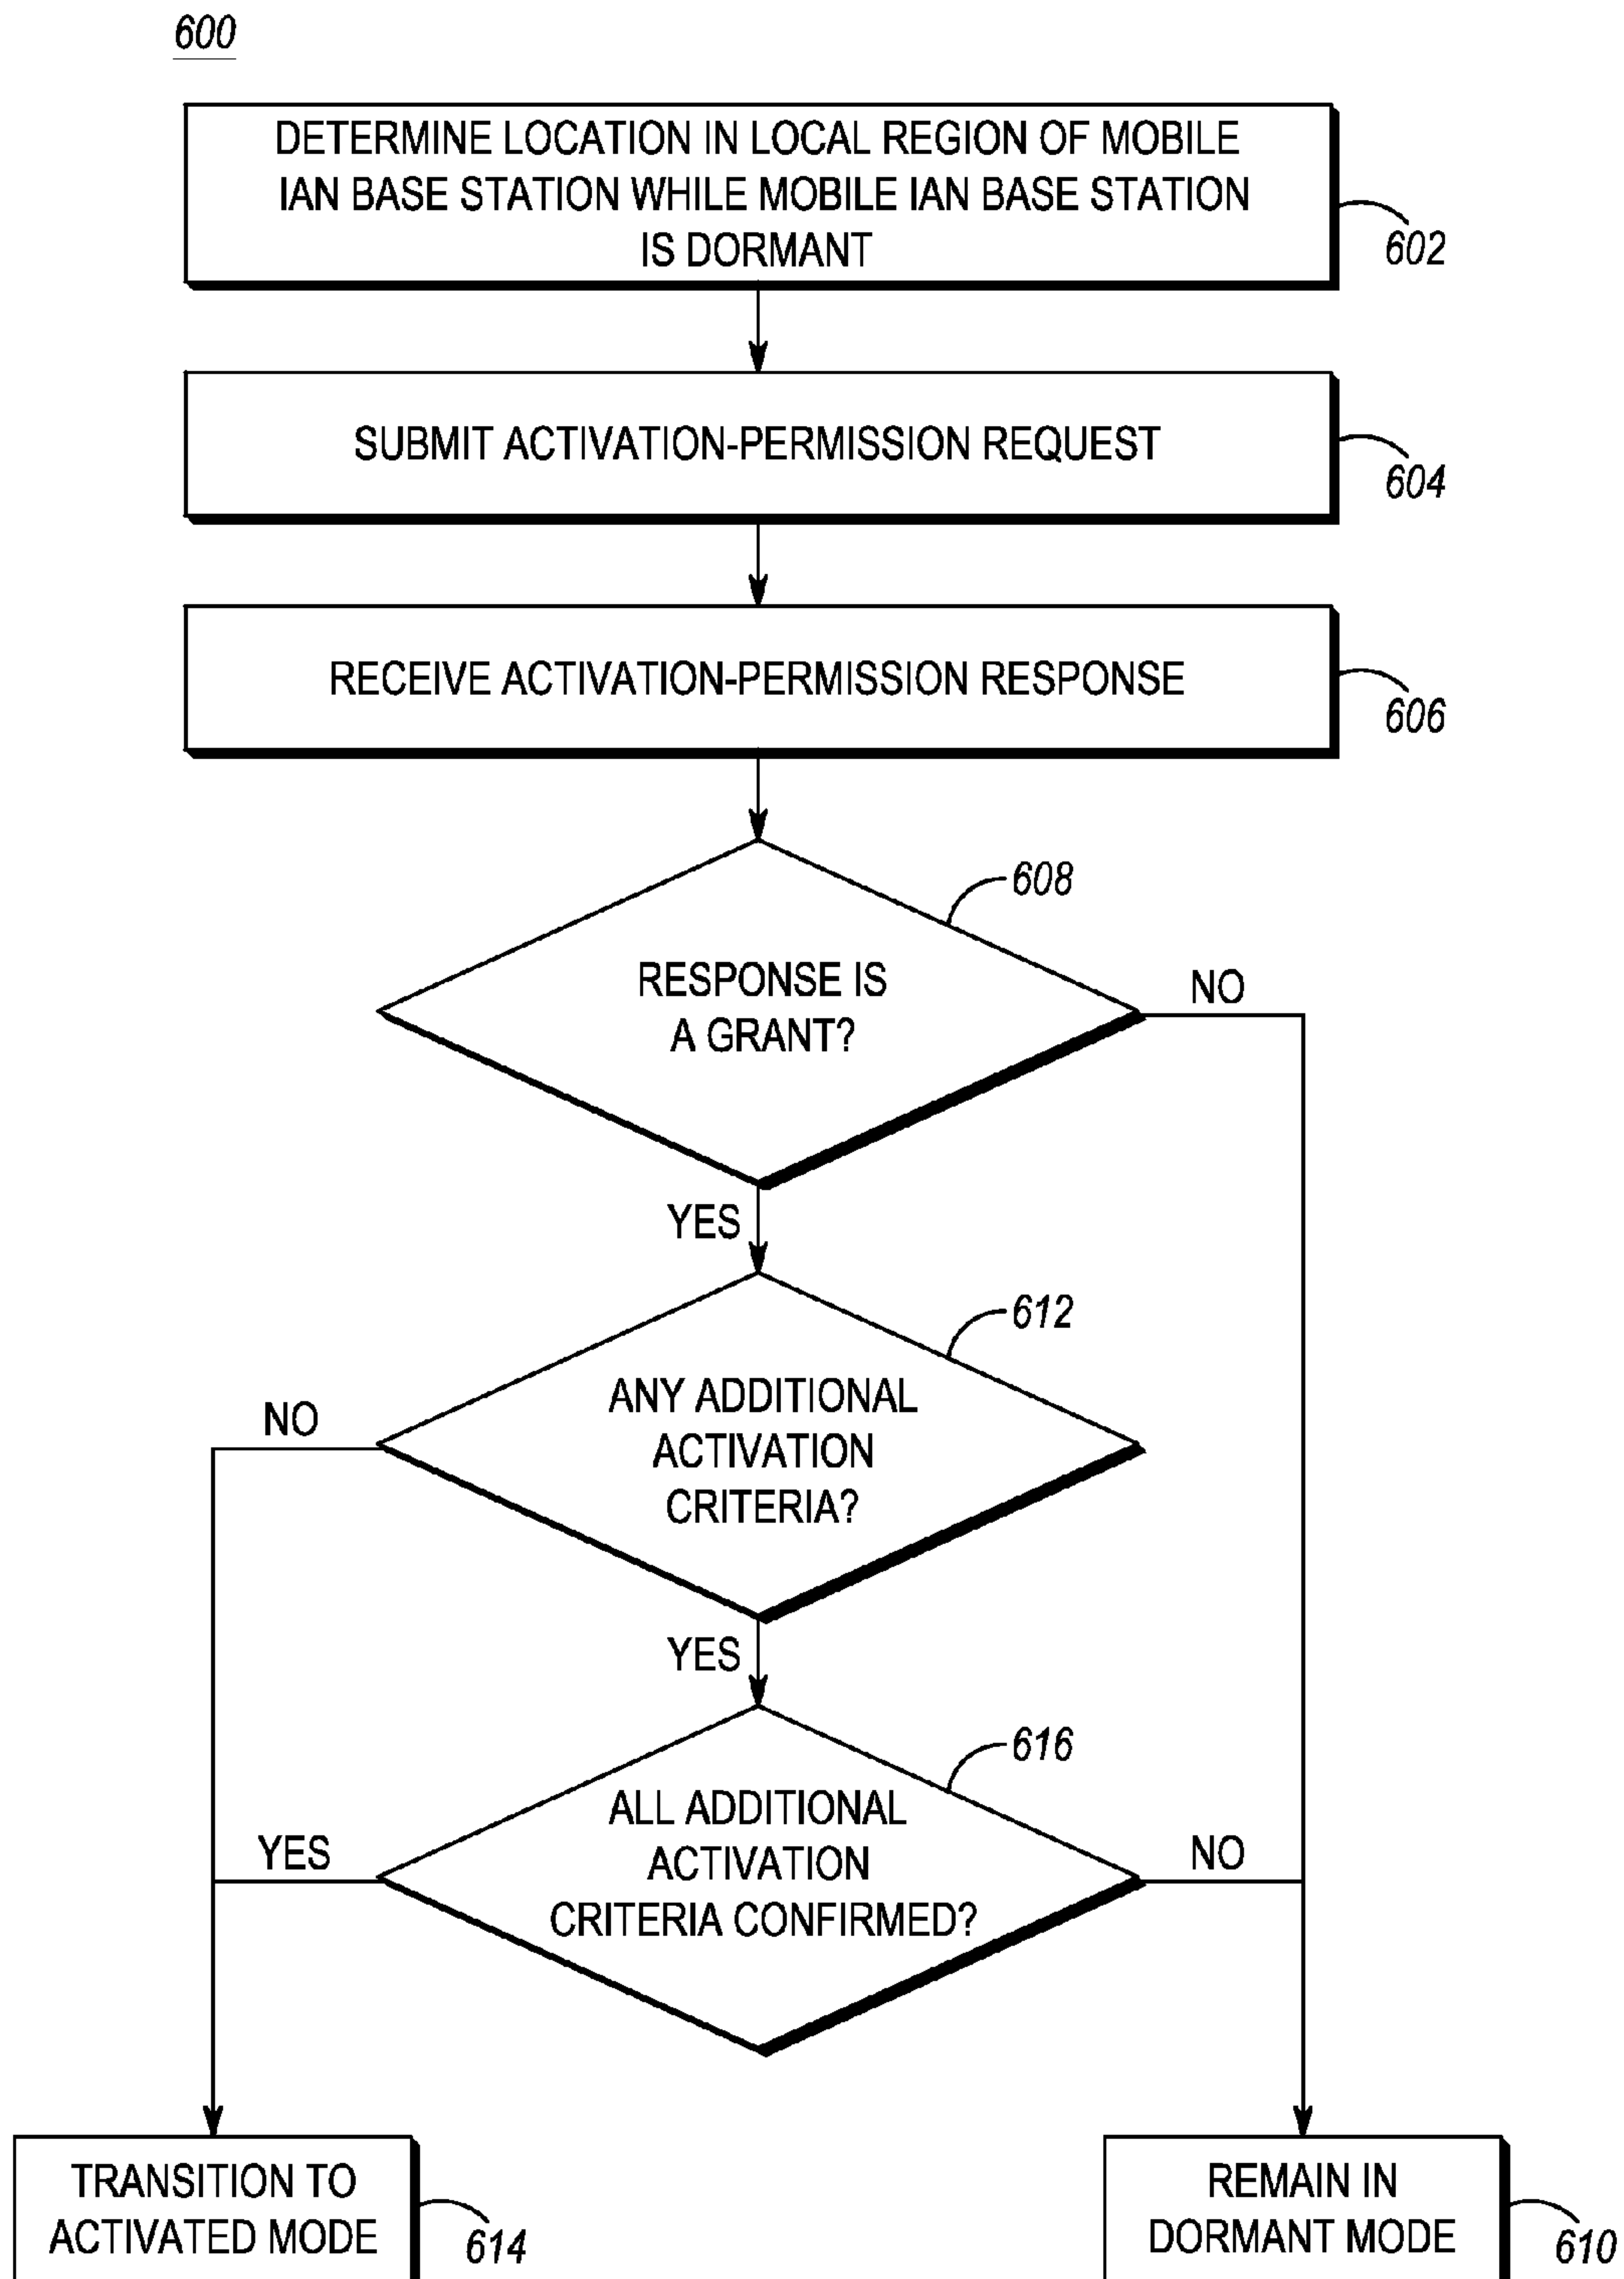 600
DETERMINE LOCATION IN LOCAL REGION OF MOBILE
IAN BASE STATION WHILE MOBILE IAN BASE STATION
IS DORMANT
602
SUBMIT ACTIVATION-PERMISSION REQUEST
604
RECEIVE ACTIVATION-PERMISSION RESPONSE
606
608
RESPONSE IS
A GRANT?
NO
YES
612
ANY ADDITIONAL
ACTIVATION
CRITERIA?
NO
YES
616
ALL ADDITIONAL
ACTIVATION
CRITERIA CONFIRMED?
YES
NO
TRANSITION TO
ACTIVATED MODE
614
REMAIN IN
DORMANT MODE
610